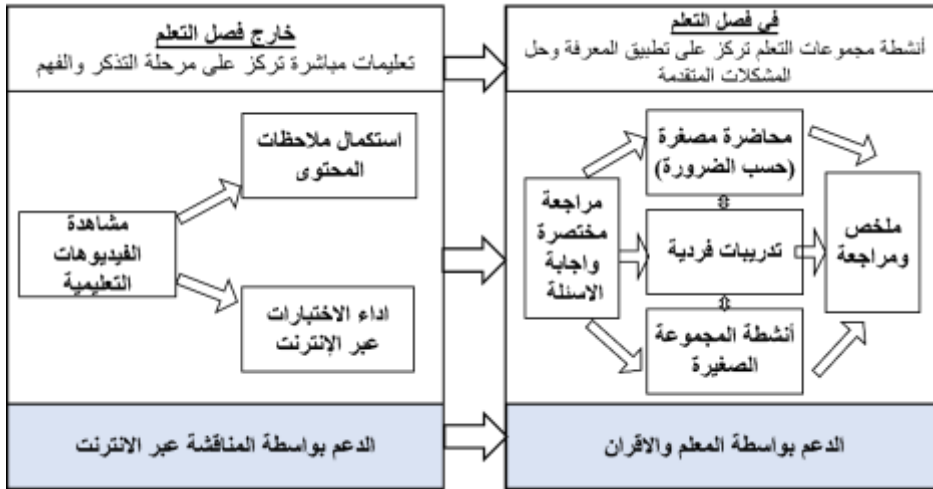 خارج فصل التعلم
تعليمات مباشرة تركز على مرحلة التذكر والفهم
استكمال ملاحظات
المحتوى
مشاهدة
الفيديوهات
التعليمية
اداء الاختبارات
عبر الإنترنت
الدعم بواسطة المناقشة عبر الانترنت
في فصل التعلم
أنشطة مجموعات التعلم تركز على تطبيق المعرفة وحل
المشكلات المتقدمة
محاضرة مصغرة
(حسب الضرورة)
مراجعة
مختصرة
واجابة
الاسئلة
تدريبات فردية
أنشطة المجموعة
الصغيرة
ملخص
ومراجعة
الدعم بواسطة المعلم والاقران